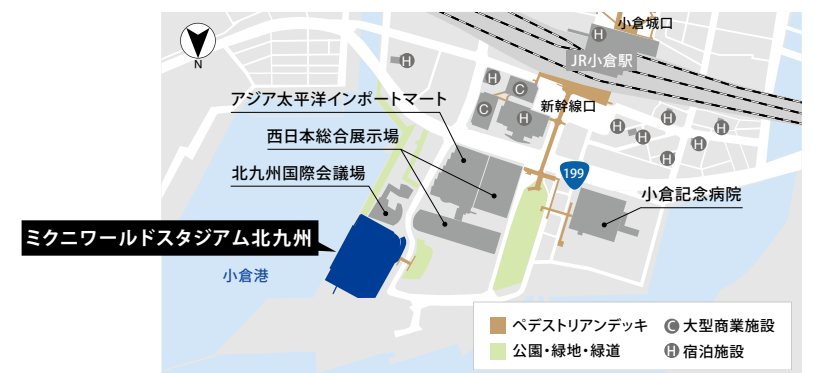 小倉城口
JR小倉駅
H
N
H
H
C
アジア太平洋インポートマート
新幹線口
C
H
H
H
H
H
H
H
西日本総合展示場
北九州国際会議場
199
小倉記念病院
ミクニワールドスタジアム北九州
小倉港
ペデストリアンデッキ
C 大型商業施設
公園・緑地・緑道
H 宿泊施設